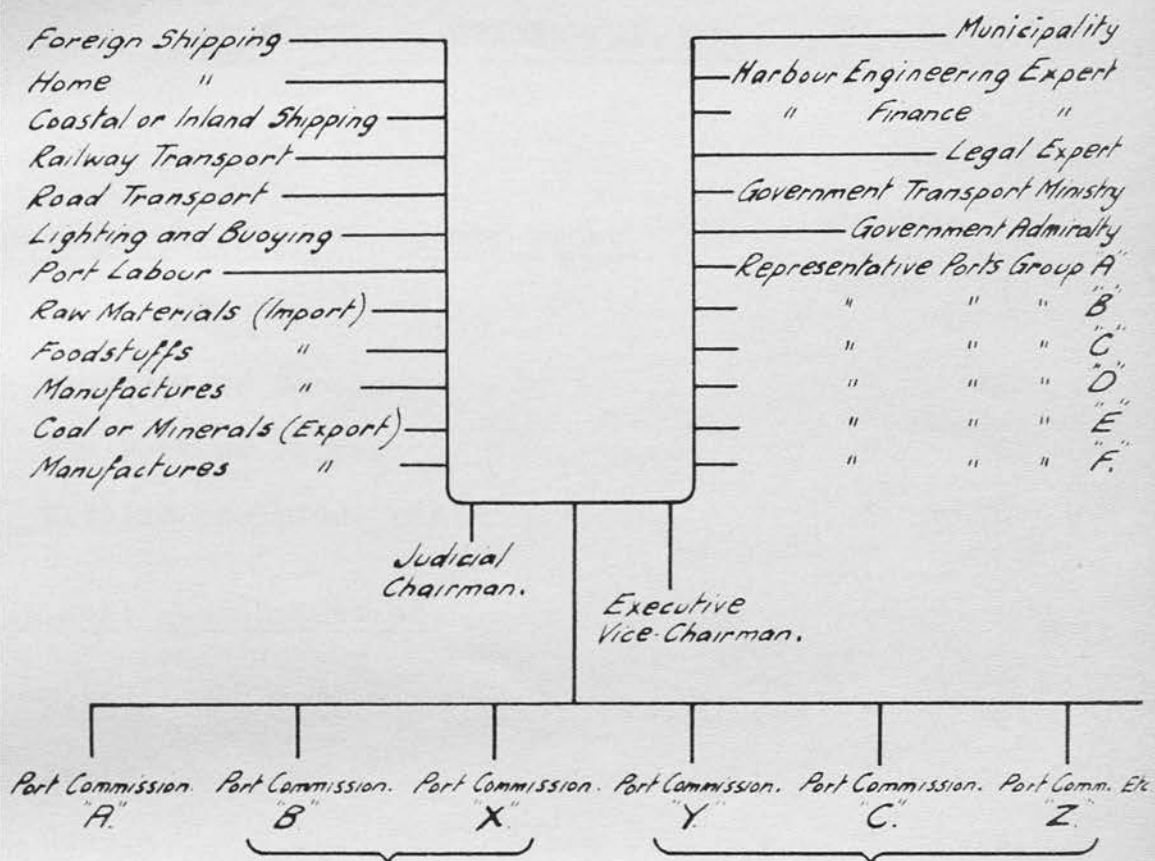 Foreign Shipping
Home "
Coastal or Inland Shipping
Railway Transport
Road Transport
Lighting and Buoying
Port Labour
Raw Materials (Import)
Foodstuffs "
Manufactures "
Coal or Minerals (Export)
Manufactures "
Municipality
Harbour Engineering Expert
" Finance "
Legal Expert
Government Transport Ministry
Government Admiralty
Representative Ports Group "A"
" " " "B"
" " " "C"
" " " "D"
" " " "E"
" " " "F."
Judicial
Chairman.
Executive
Vice-Chairman.
Port Commission. "A."
Port Commission. "B."
Port Commission. "X."
Port Commission. "Y."
Port Commission. "C."
Port Comm. Etc. "Z."